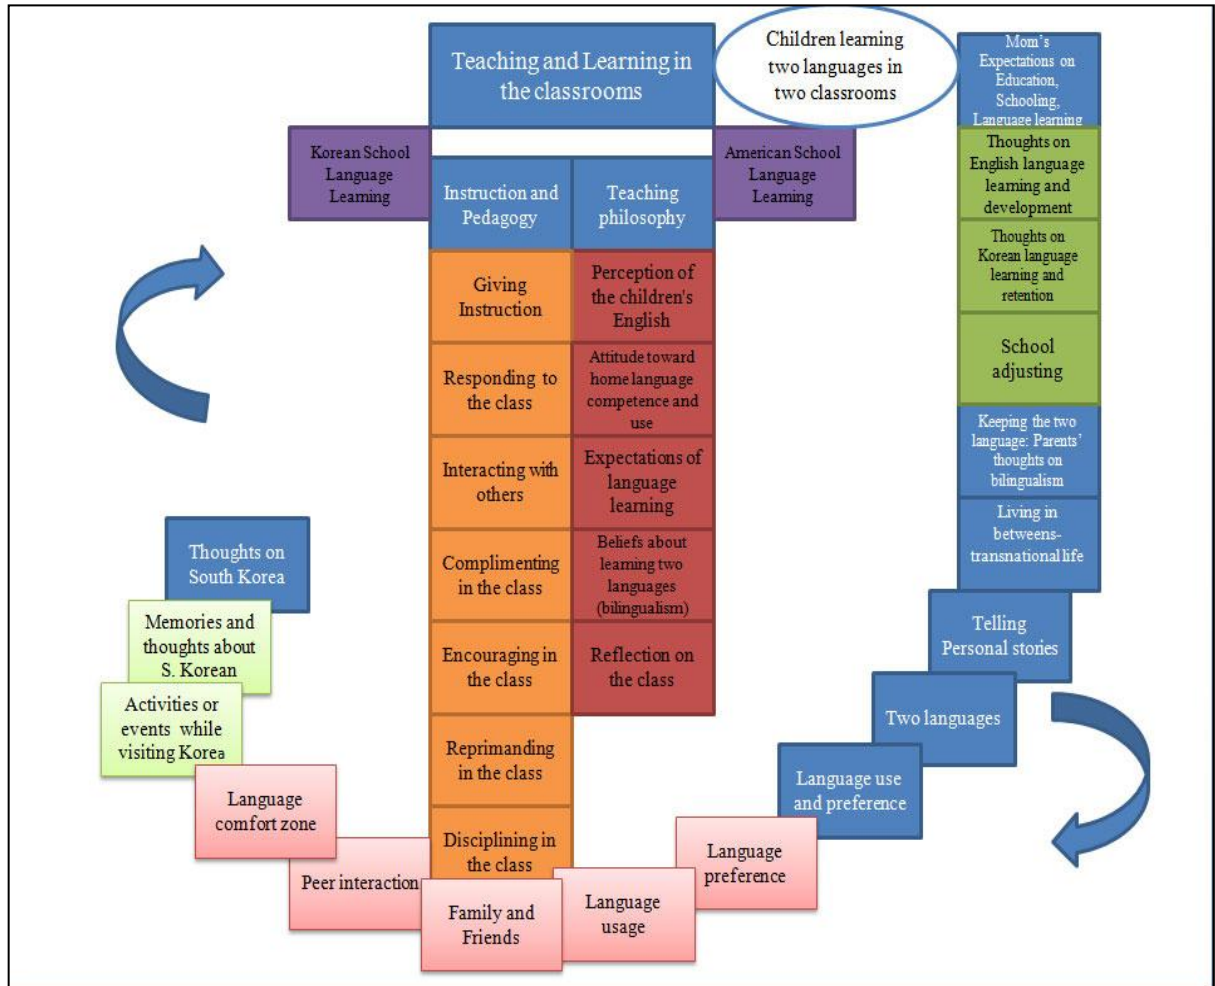 Teaching and Learning in
the classrooms
Children learning
two languages in
two classrooms
Mom's
Expectations on
Education,
Schooling,
Language learning
Korean School
Language
Learning
American School
Language
Learning
Instruction and
Pedagogy
Teaching
philosophy
Giving
Instruction
Responding to
the class
Interacting with
others
Complimenting
in the class
Encouraging in
the class
Reprimanding
in the class
Disciplining in
the class
Perception of
the children's
English
Attitude toward
home language
competence and
use
Expectations of
language
learning
Beliefs about
learning two
languages
(bilingualism)
Reflection on
the class
Thoughts on
English language
learning and
development
Thoughts on
Korean language
learning and
retention
School
adjusting
Keeping the two
language: Parents'
thoughts on
bilingualism
Living in
betweens-
transnational life
Telling
Personal stories
Two languages
Language use
and preference
Language
preference
Language
usage
Family and
Friends
Peer interaction
Language
comfort zone
Activities or
events while
visiting Korea
Memories and
thoughts about
S. Korean
Thoughts on
South Korea